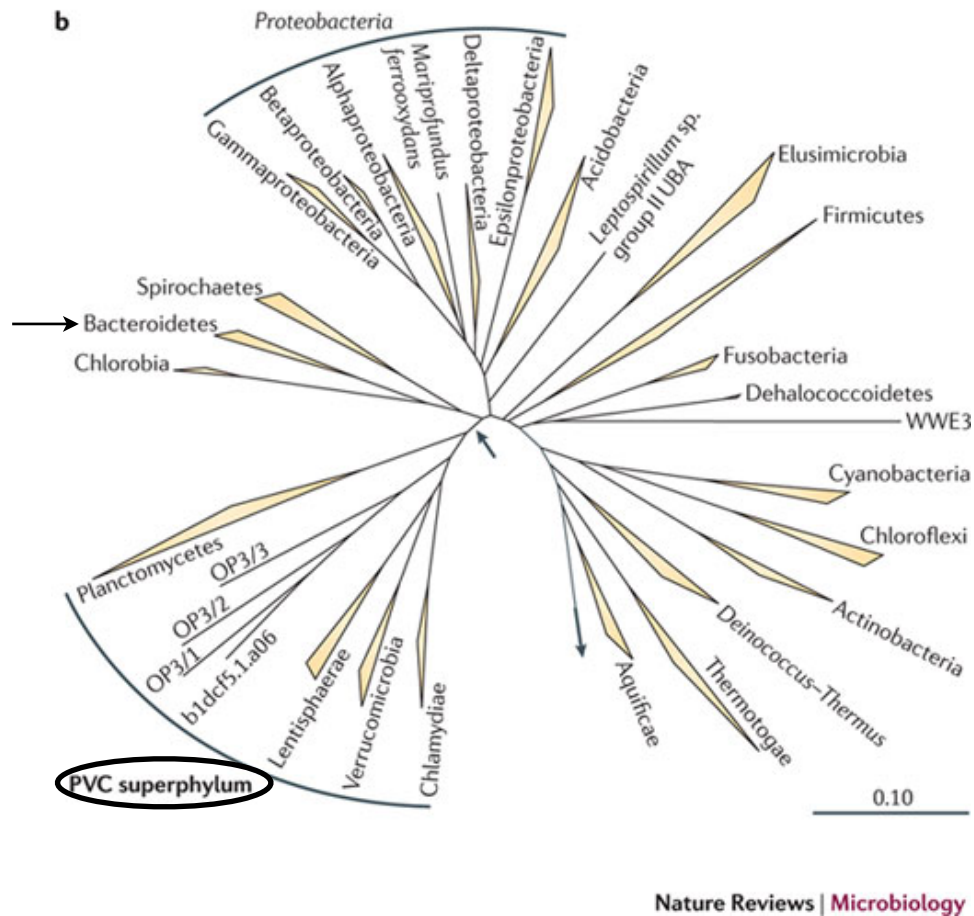 b
Proteobacteria
Gammaproteobacteria
Betaproteobacteria
Alphaproteobacteria
Mariprofundus
ferrooxydans
Deltaproteobacteria
Epsilonproteobacteria
Acidobacteria
Leptospirillum sp.
group II UBA
Elusimicrobia
Firmicutes
Spirochaetes
Bacteroidetes
Chlorobia
Fusobacteria
Dehalococcoidetes
WWE3
Cyanobacteria
Chloroflexi
Actinobacteria
Deinococcus–Thermus
Thermotogae
Aquificae
Planctomycetes
OP3/3
OP3/2
OP3/1
b1dcf5.1.a06
Lentisphaerae
Verrucomicrobia
Chlamydiae
PVC superphylum
0.10
Nature Reviews | Microbiology